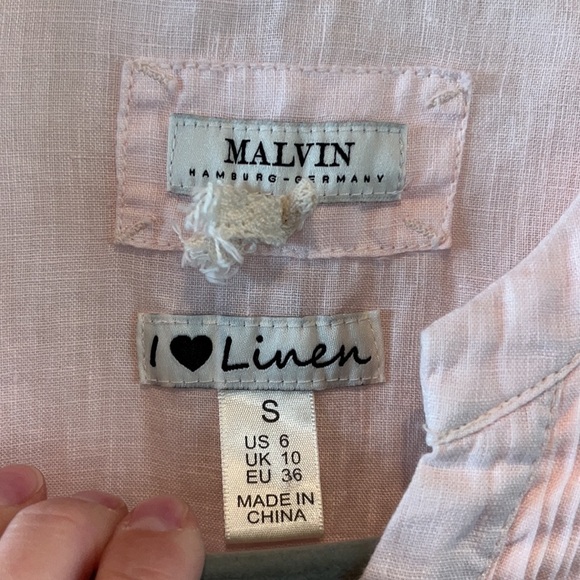 MALVIN
HAMBURG-GERMANY
I ♥ Linen
S
US 6
UK 10
EU 36
MADE IN
CHINA